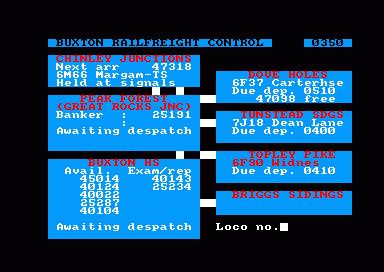 BUXTON RAILFREIGHT CONTROL 0350
CHINLEY JUNCTIONS
Next arr 47318
6M66 Margam-TS
Held at signals
PEAK FOREST
(GREAT ROCKS JNC)
Banker : 25191
:
Awaiting despatch
BUXTON HS
Avail. Exam/rep
45014 40143
40124 25234
40022
25287
40104
Awaiting despatch
DOVE HOLES
6F37 Carterhse
Due dep. 0510
47098 free
TUNSTEAD SDGS
7J18 Dean Lane
Due dep. 0400
TOPLEY PIKE
6F90 Widnes
Due dep. 0410
BRIGGS SIDINGS
Loco no.